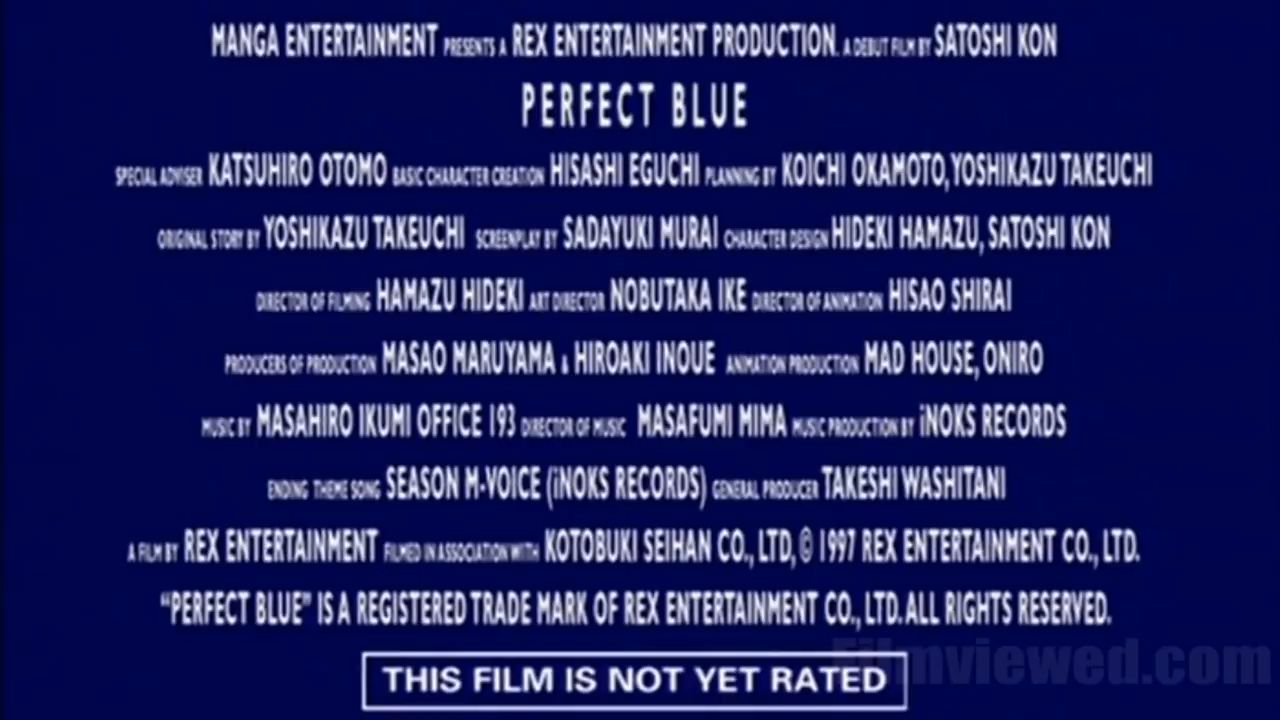 MANGA ENTERTAINMENT PRESENTS A REX ENTERTAINMENT PRODUCTION. A DEBUT FILM BY SATOSHI KON
PERFECT BLUE
SPECIAL ADVISER KATSUHIRO OTOMO BASIC CHARACTER CREATION HISASHI EGUCHI PLANNING BY KOICHI OKAMOTO, YOSHIKAZU TAKEUCHI
ORIGINAL STORY BY YOSHIKAZU TAKEUCHI SCREENPLAY BY SADAYUKI MURAI CHARACTER DESIGN HIDEKI HAMAZU, SATOSHI KON
DIRECTOR OF FILMING HAMAZU HIDEKI ART DIRECTOR NOBUTAKA IKE DIRECTOR OF ANIMATION HISAO SHIRAI
PRODUCERS OF PRODUCTION MASAO MARUYAMA & HIROAKI INOUE ANIMATION PRODUCTION MAD HOUSE, ONIRO
MUSIC BY MASAHIRO IKUMI OFFICE 193 DIRECTOR OF MUSIC MASAFUMI MIMA MUSIC PRODUCTION BY iNOKS RECORDS
ENDING THEME SONG SEASON M-VOICE (iNOKS RECORDS) GENERAL PRODUCER TAKESHI WASHITANI
A FILM BY REX ENTERTAINMENT FILMED IN ASSOCIATION WITH KOTOBUKI SEIHAN CO., LTD, © 1997 REX ENTERTAINMENT CO., LTD.
“PERFECT BLUE” IS A REGISTERED TRADE MARK OF REX ENTERTAINMENT CO., LTD. ALL RIGHTS RESERVED.
THIS FILM IS NOT YET RATED
Filmviewed.com